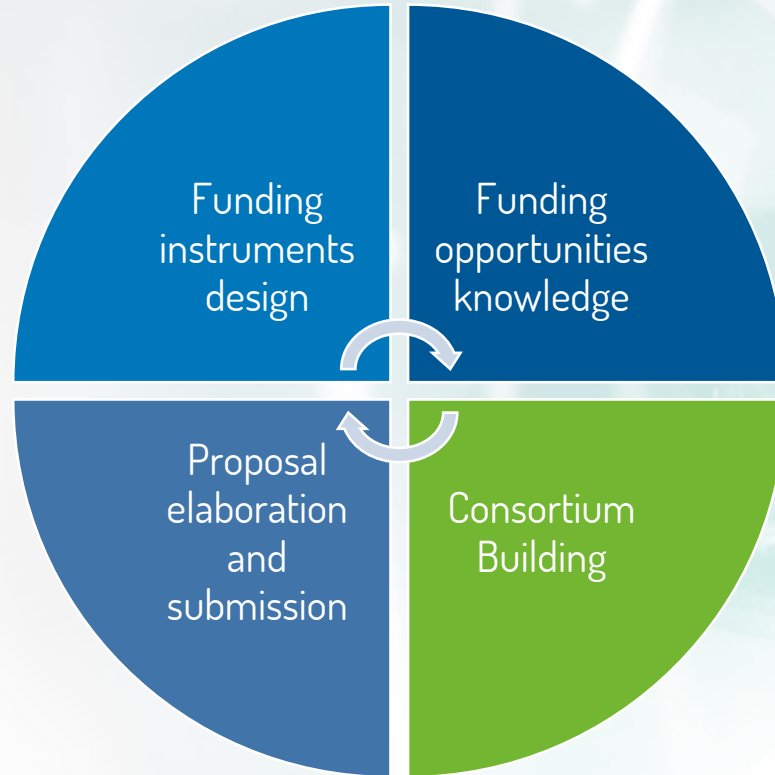 Funding
instruments
design
Funding
opportunities
knowledge
Proposal
elaboration
and
submission
Consortium
Building